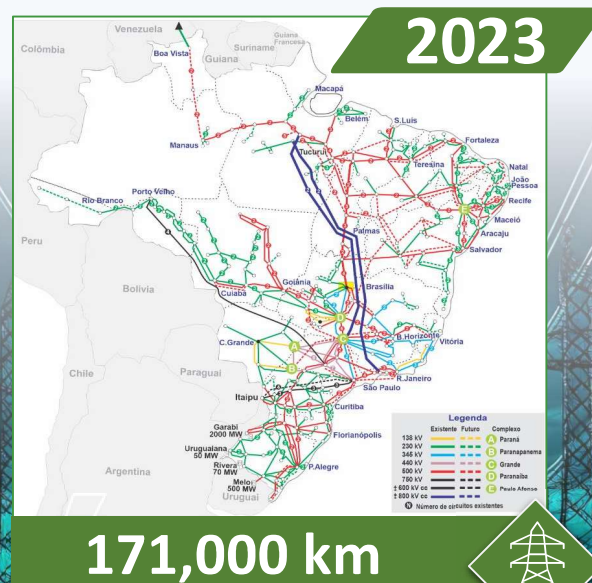 2023
Venezuela
Guiana
Francesa
Suriname
Colômbia
Guiana
Boa Vista
Macapá
Belém
S.Luis
Fortaleza
Manaus
Tucuruí
Teresina
Natal
João
Pessoa
Recife
Maceió
Aracaju
Salvador
Porto Velho
Rio Branco
Palmas
Peru
E
Bolivia
Cuiabá
Goiânia
Brasília
D
C.Grande
A
B
C
B.Horizonte
Vitória
Chile
Paraguai
Itaipu
São Paulo
R.Janeiro
Curitiba
Garabi
2000 MW
Uruguaiana
50 MW
Rivera
70 MW
Melo
500 MW
Florianópolis
P.Alegre
Argentina
Uruguai
Legenda
Existente Futuro Complexo
138 kV A Paraná
230 kV B Paranapanema
345 kV C Grande
440 kV D Paranaíba
500 kV E Paulo Afonso
750 kV
±600 kV cc
±800 kV cc
N Número de circuitos existentes
171,000 km